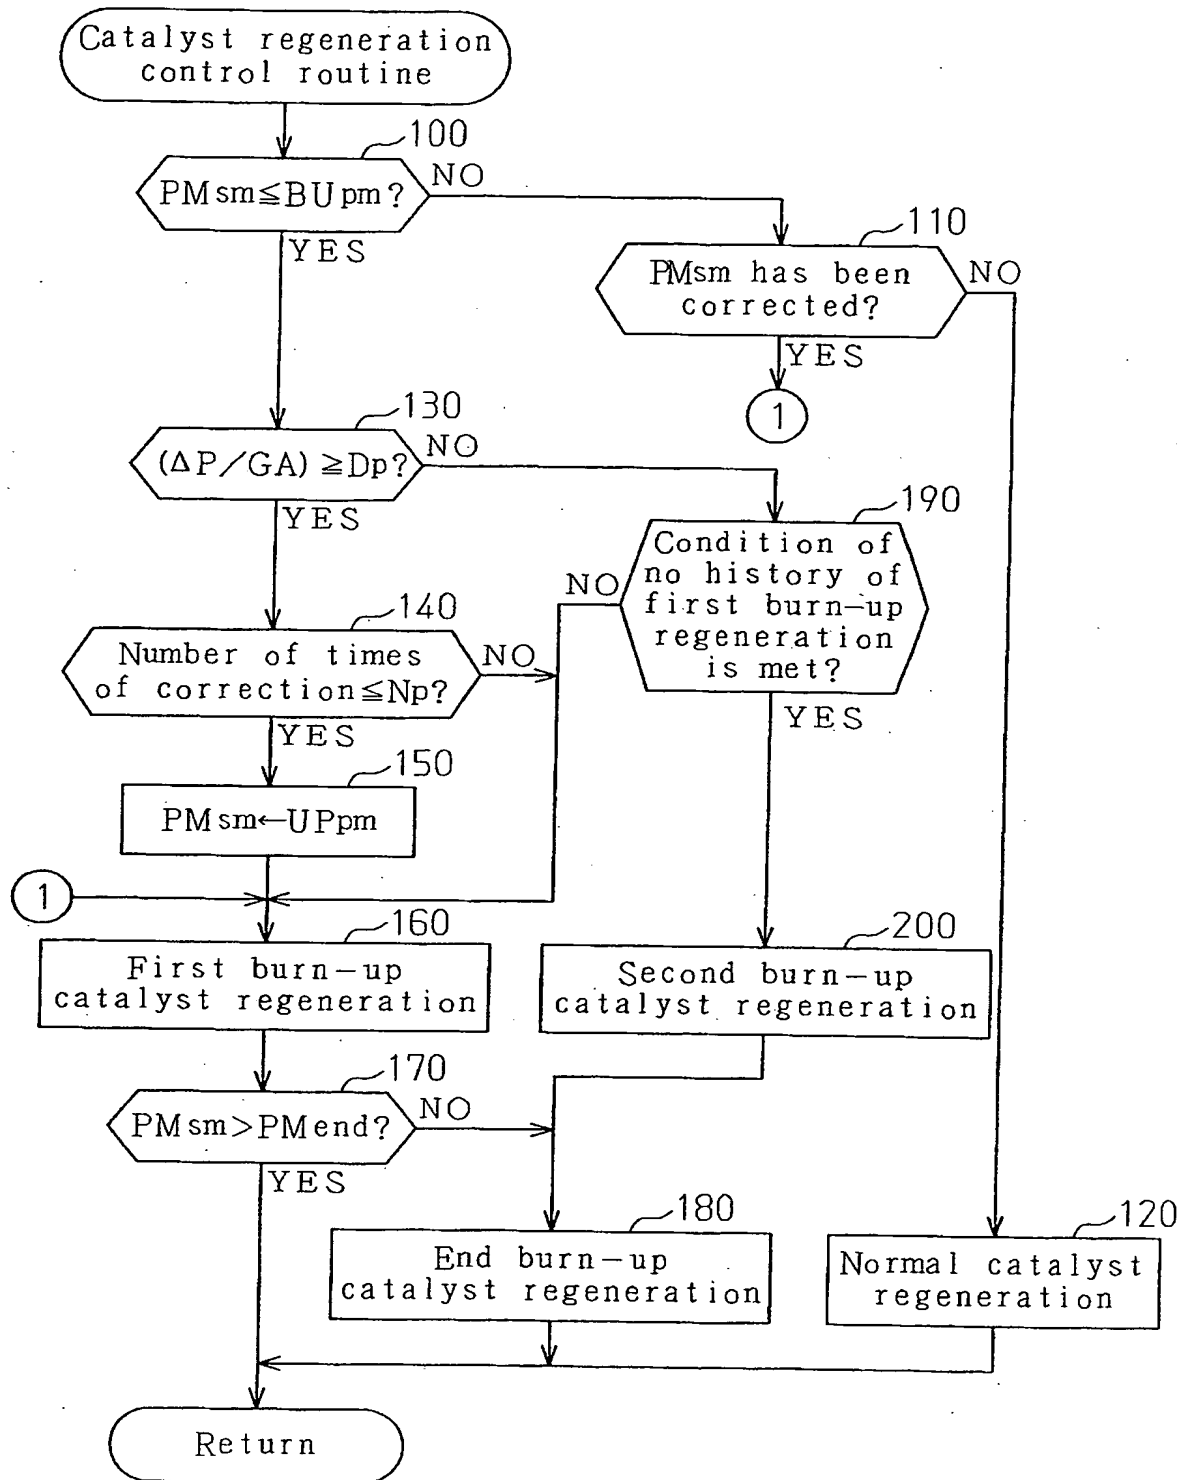 Catalyst regeneration
control routine
100
PMsm≦BUpm?
NO
YES
110
PMsm has been
corrected?
NO
YES
1
130
(ΔP/GA) ≧Dp?
NO
YES
190
Condition of
no history of
first burn-up
regeneration
is met?
NO
YES
140
Number of times
of correction≦Np?
NO
YES
150
PMsm←UPpm
1
160
First burn-up
catalyst regeneration
200
Second burn-up
catalyst regeneration
170
PMsm>PMend?
NO
YES
180
End burn-up
catalyst regeneration
120
Normal catalyst
regeneration
Return